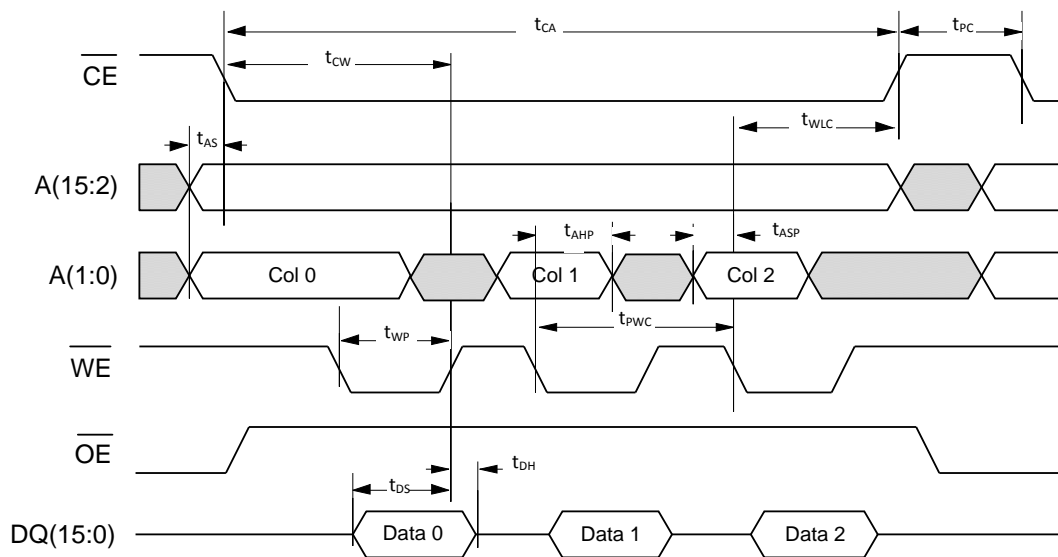 tCA
tPC
tCW
CE
tWLC
tAS
A(15:2)
tAHP
tASP
A(1:0)
Col 0
Col 1
Col 2
tPWC
tWP
WE
OE
tDH
tDS
DQ(15:0)
Data 0
Data 1
Data 2